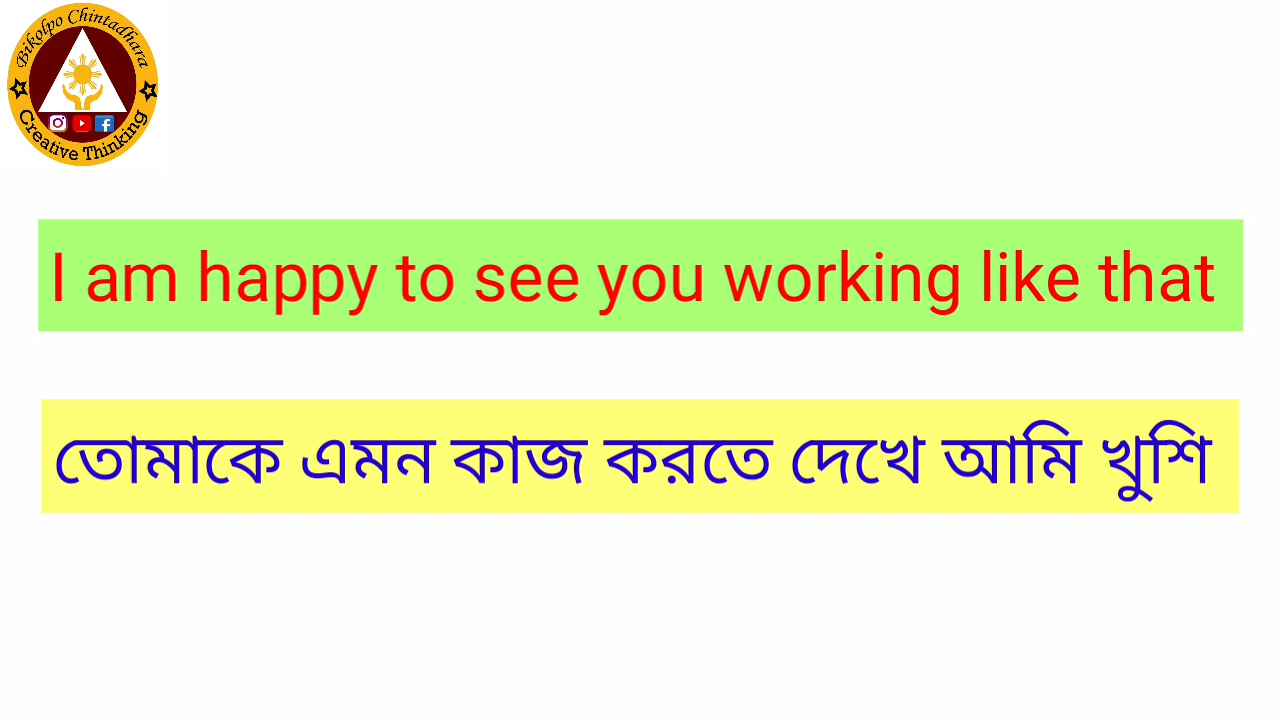 Bikolpo Chintadhara
Creative Thinking
I am happy to see you working like that
তোমাকে এমন কাজ করতে দেখে আমি খুশি